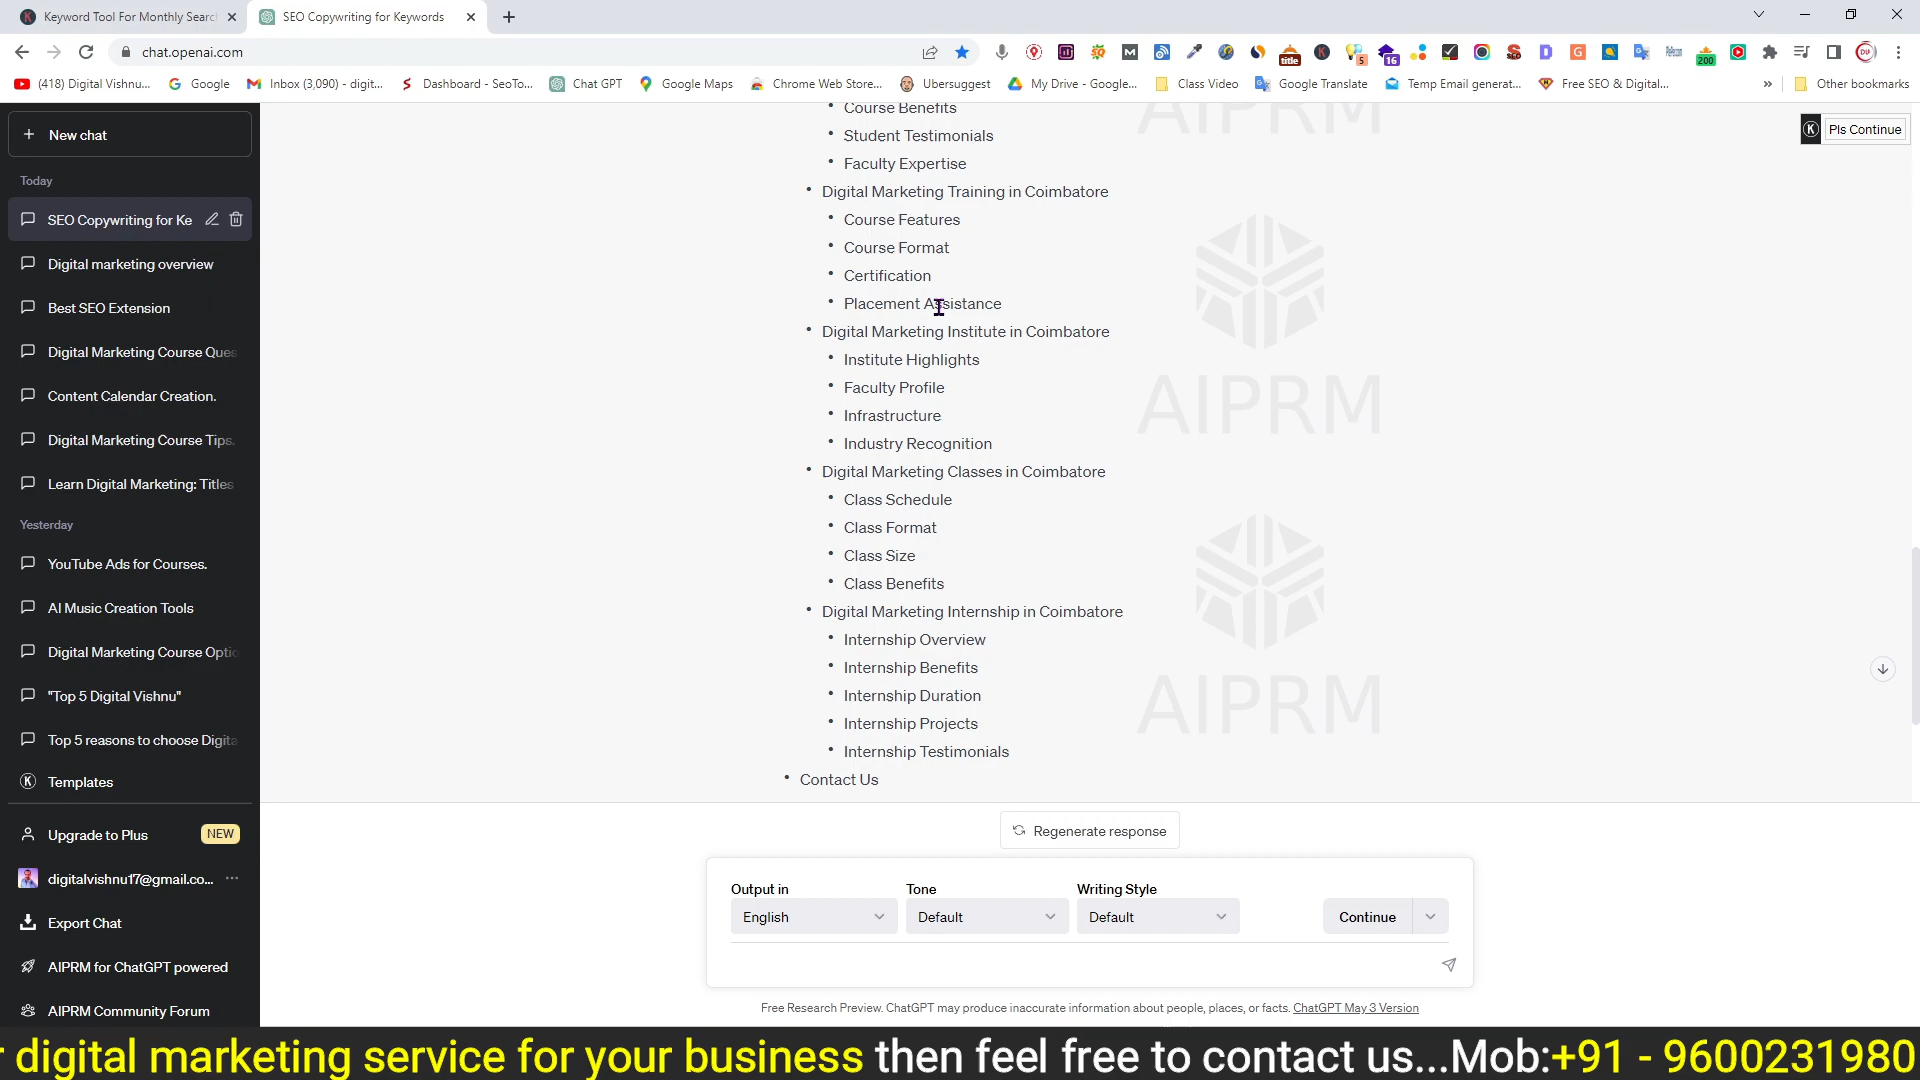 Keyword Tool For Monthly Searc
SEO Copywriting for Keywords
chat.openai.com
(418) Digital Vishnu...
Google
Inbox (3,090) - digit...
Dashboard - SeoTo...
Chat GPT
Google Maps
Chrome Web Store...
Ubersuggest
My Drive - Google...
Class Video
Google Translate
Temp Email generat...
Free SEO & Digital...
»
Other bookmarks
New chat
Today
SEO Copywriting for Ke
Digital marketing overview
Best SEO Extension
Digital Marketing Course Ques
Content Calendar Creation.
Digital Marketing Course Tips.
Learn Digital Marketing: Titles
Yesterday
YouTube Ads for Courses.
AI Music Creation Tools
Digital Marketing Course Optio
"Top 5 Digital Vishnu"
Top 5 reasons to choose Digita
Templates
Upgrade to Plus
NEW
digitalvishnu17@gmail.co...
Export Chat
AIPRM for ChatGPT powered
AIPRM Community Forum
Pls Continue
• Course Benefits
• Student Testimonials
• Faculty Expertise
• Digital Marketing Training in Coimbatore
• Course Features
• Course Format
• Certification
• Placement Assistance
• Digital Marketing Institute in Coimbatore
• Institute Highlights
• Faculty Profile
• Infrastructure
• Industry Recognition
• Digital Marketing Classes in Coimbatore
• Class Schedule
• Class Format
• Class Size
• Class Benefits
• Digital Marketing Internship in Coimbatore
• Internship Overview
• Internship Benefits
• Internship Duration
• Internship Projects
• Internship Testimonials
• Contact Us
AIPRM
AIPRM
AIPRM
Regenerate response
Output in
Tone
Writing Style
English
Default
Default
Continue
Free Research Preview. ChatGPT may produce inaccurate information about people, places, or facts. ChatGPT May 3 Version
digital marketing service for your business then feel free to contact us...Mob:+91 - 9600231980